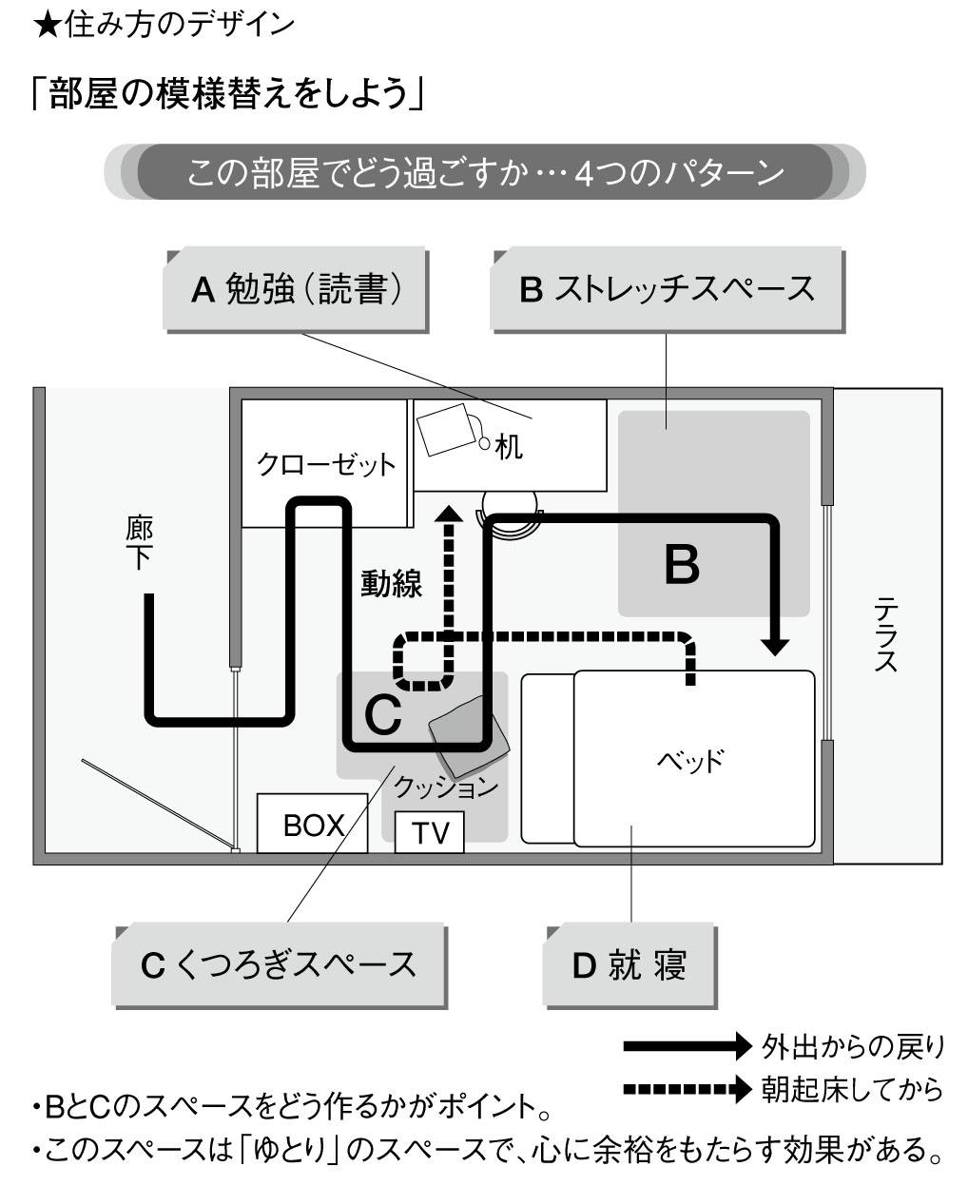 ★住み方のデザイン
「部屋の模様替えをしよう」
この部屋でどう過ごすか…4つのパターン
A 勉強（読書）
B ストレッチスペース
クローゼット
机
廊下
動線
B
テラス
C
クッション
ベッド
BOX
TV
C くつろぎスペース
D 就寝
外出からの戻り
朝起床してから
・BとCのスペースをどう作るかがポイント。
・このスペースは「ゆとり」のスペースで、心に余裕をもたらす効果がある。